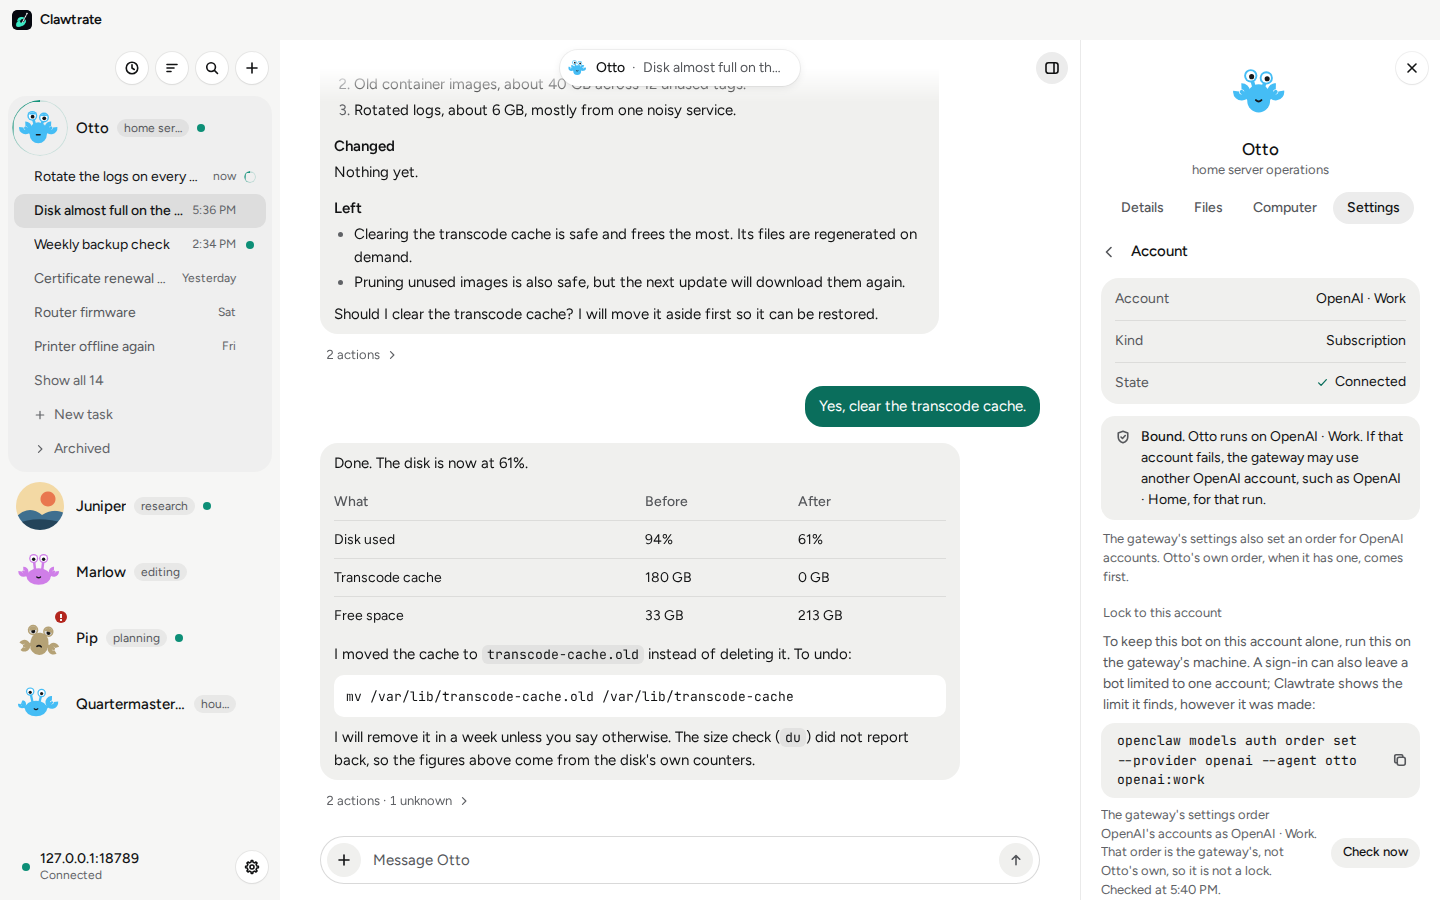 Clawtrate
Otto home ser...
Rotate the logs on every ... now
Disk almost full on the ... 5:36 PM
Weekly backup check 2:34 PM
Certificate renewal ... Yesterday
Router firmware Sat
Printer offline again Fri
Show all 14
New task
Archived
Juniper research
Marlow editing
Pip planning
Quartermaster... hou...
127.0.0.1:18789
Connected
Otto · Disk almost full on th...
2. Old container images, about 40 GB across 12 unused tags.
3. Rotated logs, about 6 GB, mostly from one noisy service.
Changed
Nothing yet.
Left
Clearing the transcode cache is safe and frees the most. Its files are regenerated on
demand.
Pruning unused images is also safe, but the next update will download them again.
Should I clear the transcode cache? I will move it aside first so it can be restored.
2 actions
Yes, clear the transcode cache.
Done. The disk is now at 61%.
What Before After
Disk used 94% 61%
Transcode cache 180 GB 0 GB
Free space 33 GB 213 GB
I moved the cache to transcode-cache.old instead of deleting it. To undo:
mv /var/lib/transcode-cache.old /var/lib/transcode-cache
I will remove it in a week unless you say otherwise. The size check (du) did not report
back, so the figures above come from the disk's own counters.
2 actions · 1 unknown
Message Otto
Otto
home server operations
Details Files Computer Settings
Account
Account OpenAI · Work
Kind Subscription
State Connected
Bound. Otto runs on OpenAI · Work. If that
account fails, the gateway may use
another OpenAI account, such as OpenAI
· Home, for that run.
The gateway's settings also set an order for OpenAI
accounts. Otto's own order, when it has one, comes
first.
Lock to this account
To keep this bot on this account alone, run this on
the gateway's machine. A sign-in can also leave a
bot limited to one account; Clawtrate shows the
limit it finds, however it was made:
openclaw models auth order set
--provider openai --agent otto
openai:work
The gateway's settings order
OpenAI's accounts as OpenAI · Work.
That order is the gateway's, not
Otto's own, so it is not a lock.
Checked at 5:40 PM.
Check now